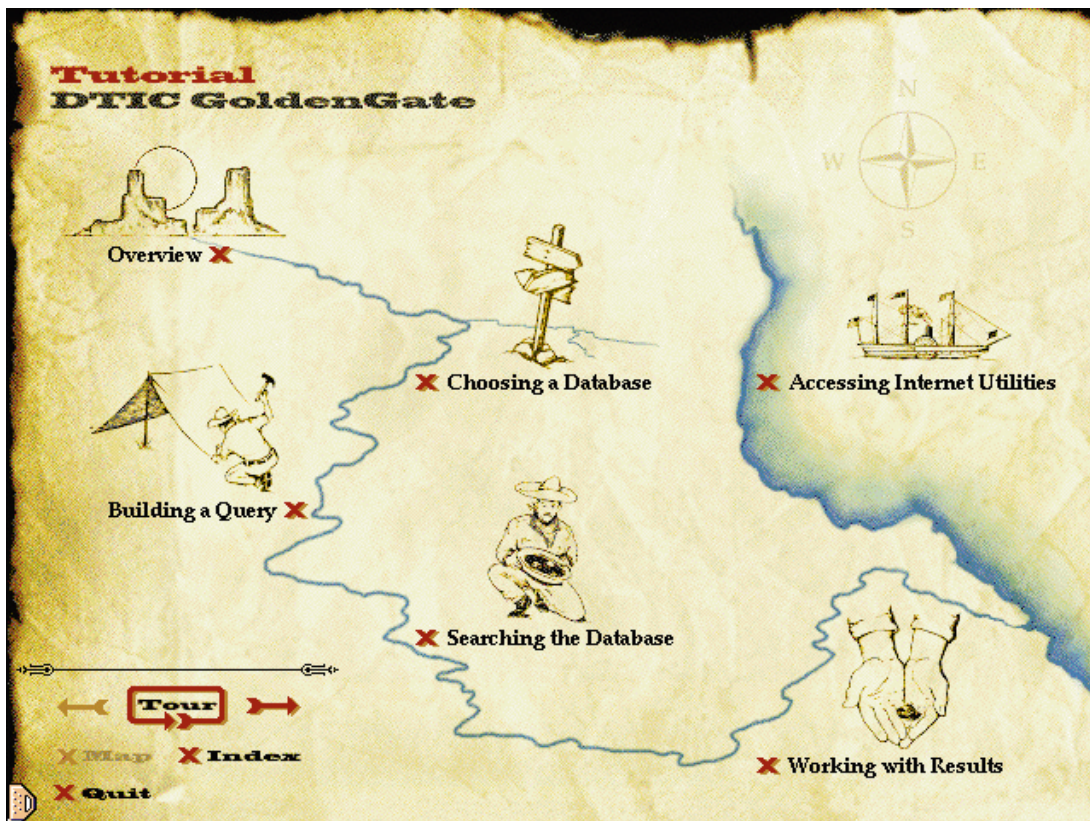 Tutorial
DTIC GoldenGate
N
W E
S
Overview
Choosing a Database
Accessing Internet Utilities
Building a Query
Searching the Database
Working with Results
Tour
Map Index
Quit